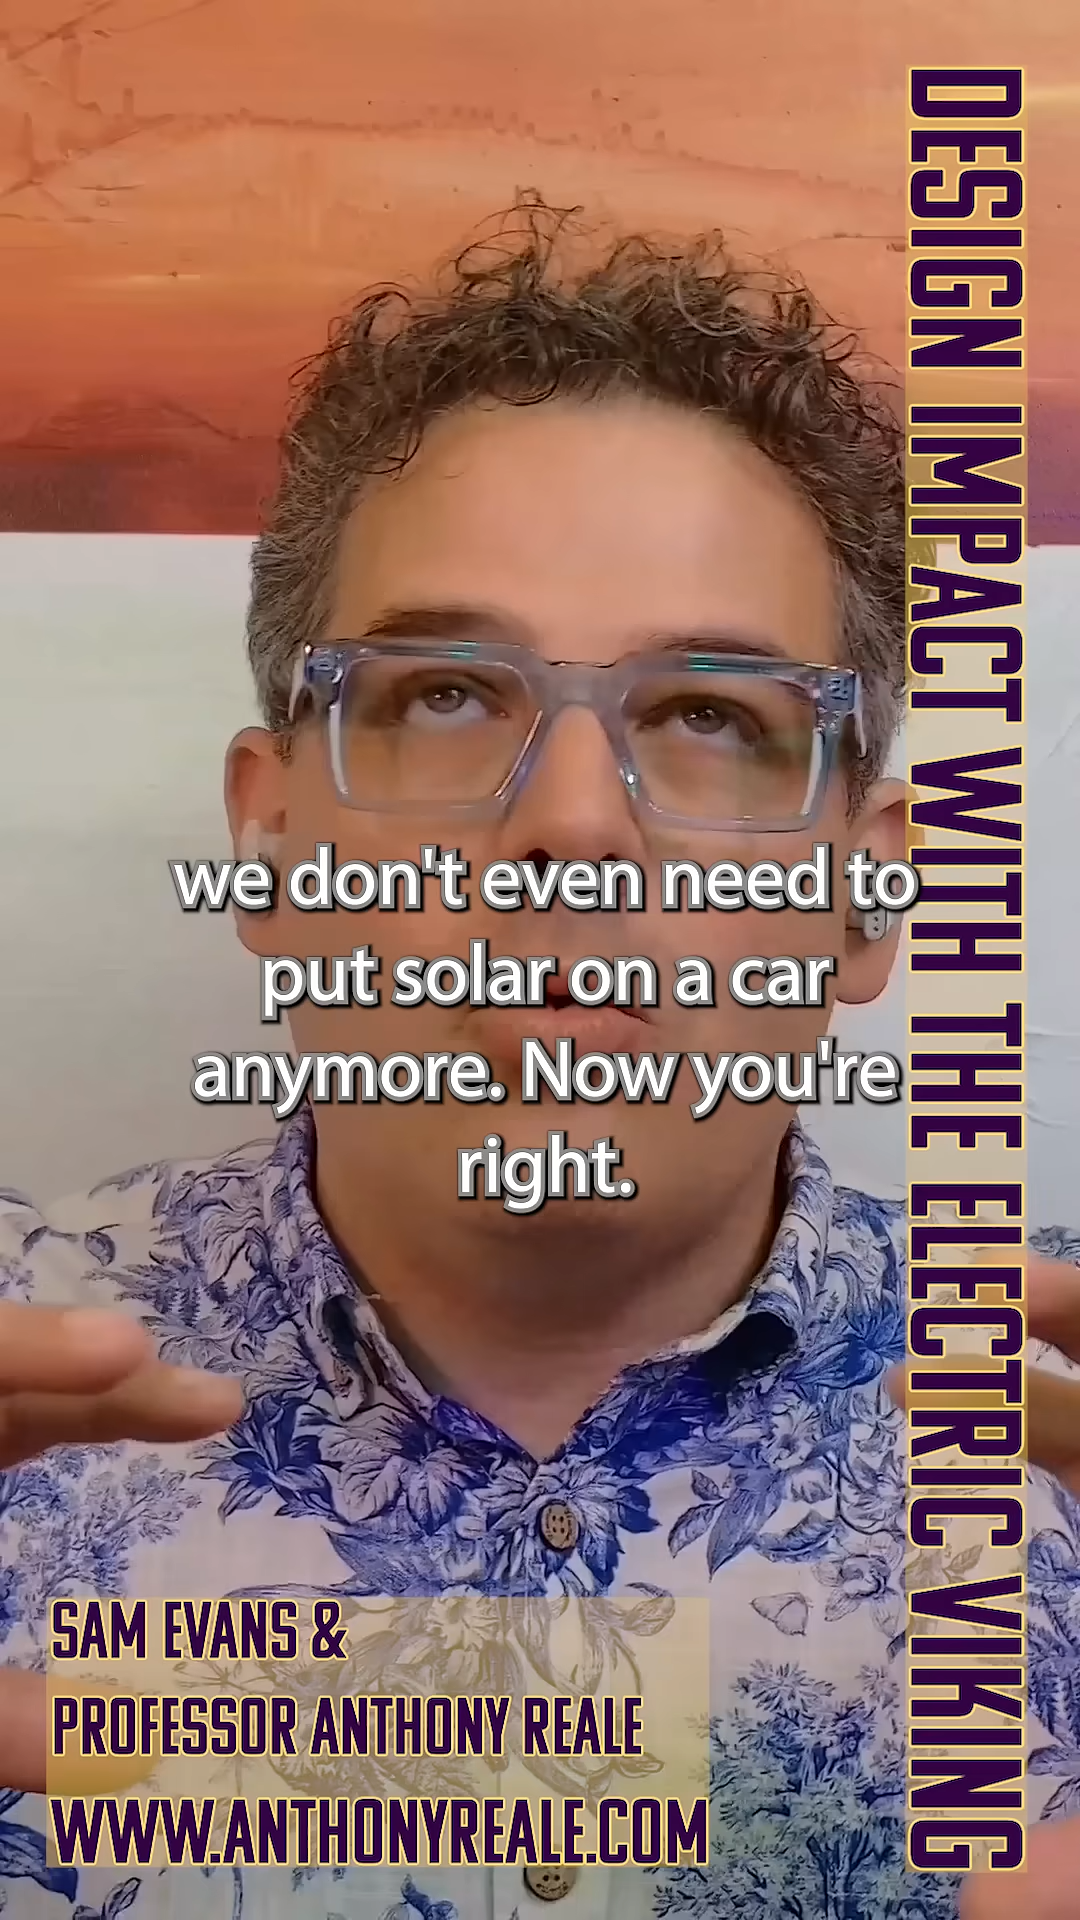 we don't even need to
put solar on a car
anymore. Now you're
right.
DESIGN IMPACT WITH THE ELECTRIC VIKING
SAM EVANS &
PROFESSOR ANTHONY REALE
WWW.ANTHONYREALE.COM